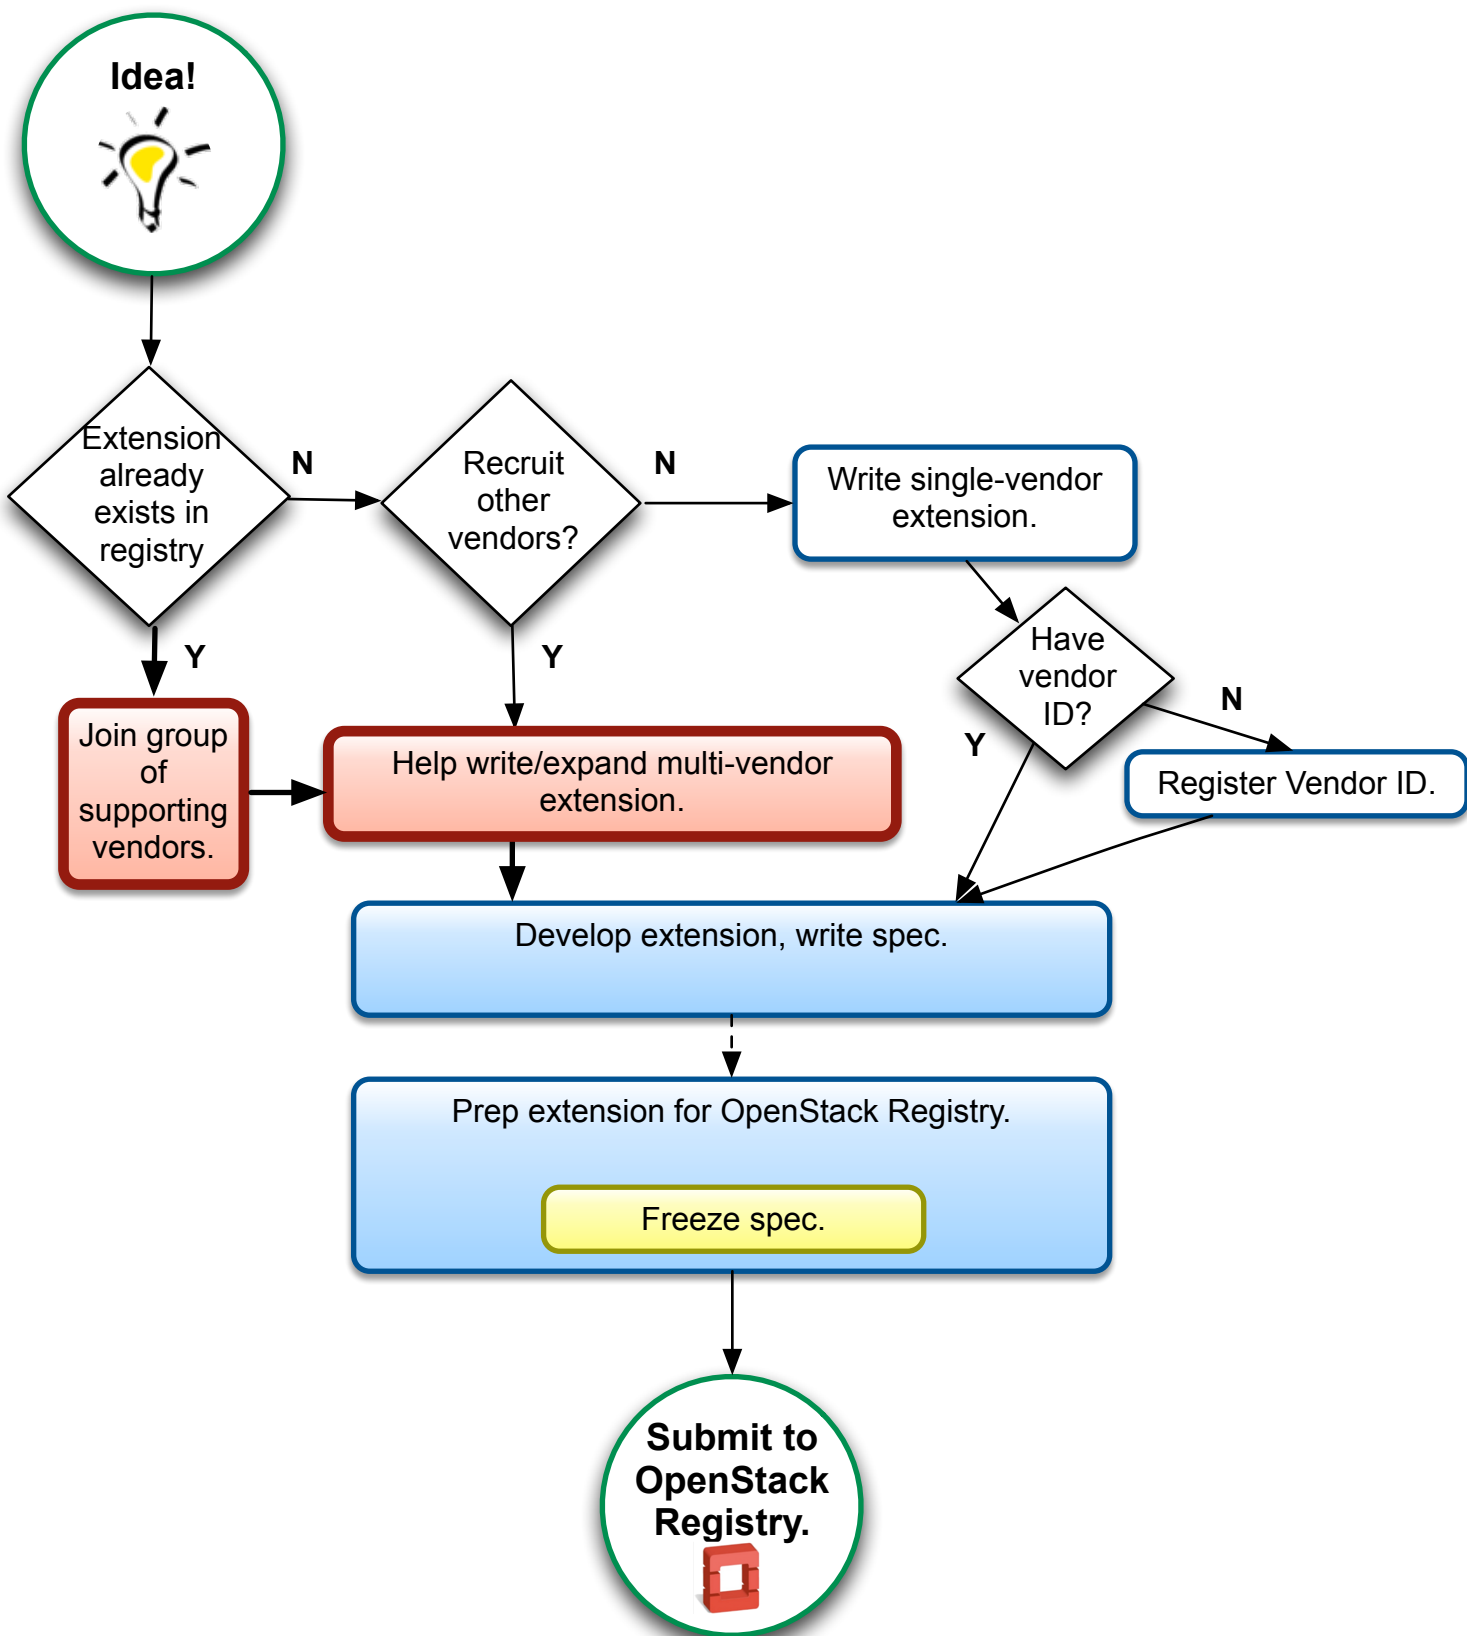 Idea!
Extension
already
exists in
registry
N
Recruit
other
vendors?
N
Write single-vendor
extension.
Y
Y
Have
vendor
ID?
N
Y
Join group
of
supporting
vendors.
Help write/expand multi-vendor
extension.
Register Vendor ID.
Develop extension, write spec.
Prep extension for OpenStack Registry.
Freeze spec.
Submit to
OpenStack
Registry.